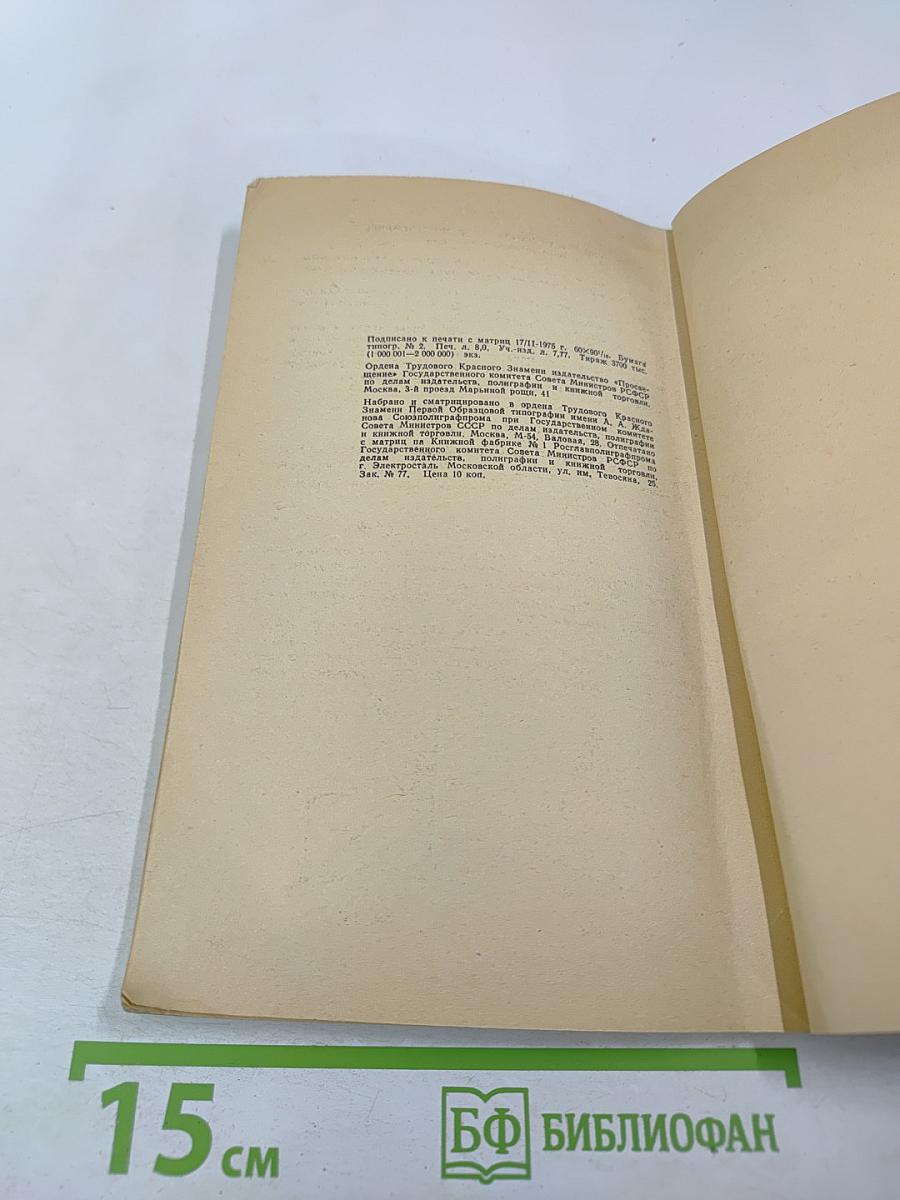 Подписано к печати с матриц 17/II-1975 г. 60×90¹/₁₆. Бумага
типогр. № 2. Печ. л. 8,0. Уч.-изд. л. 7,77. Тираж 3700 тыс.
(1 000 001—2 000 000) экз.
Ордена Трудового Красного Знамени издательство «Просве-
щение» Государственного комитета Совета Министров РСФСР
по делам издательств, полиграфии и книжной торговли.
Москва, 3-й проезд Марьиной рощи, 41
Набрано и сматрицировано в ордена Трудового Красного
Знамени Первой Образцовой типографии имени А. А. Жда-
нова Союзполиграфпрома при Государственном комитете
Совета Министров СССР по делам издательств, полиграфии
и книжной торговли, Москва, М-54, Валовая, 28. Отпечатано
с матриц на Книжной фабрике № 1 Росглавполиграфпрома
Государственного комитета Совета Министров РСФСР по
делам издательств, полиграфии и книжной торговли,
г. Электросталь Московской области, ул. им. Тевосяна, 25.
Зак. № 77. Цена 10 коп.
15 см
БФ БИБЛИОФАН